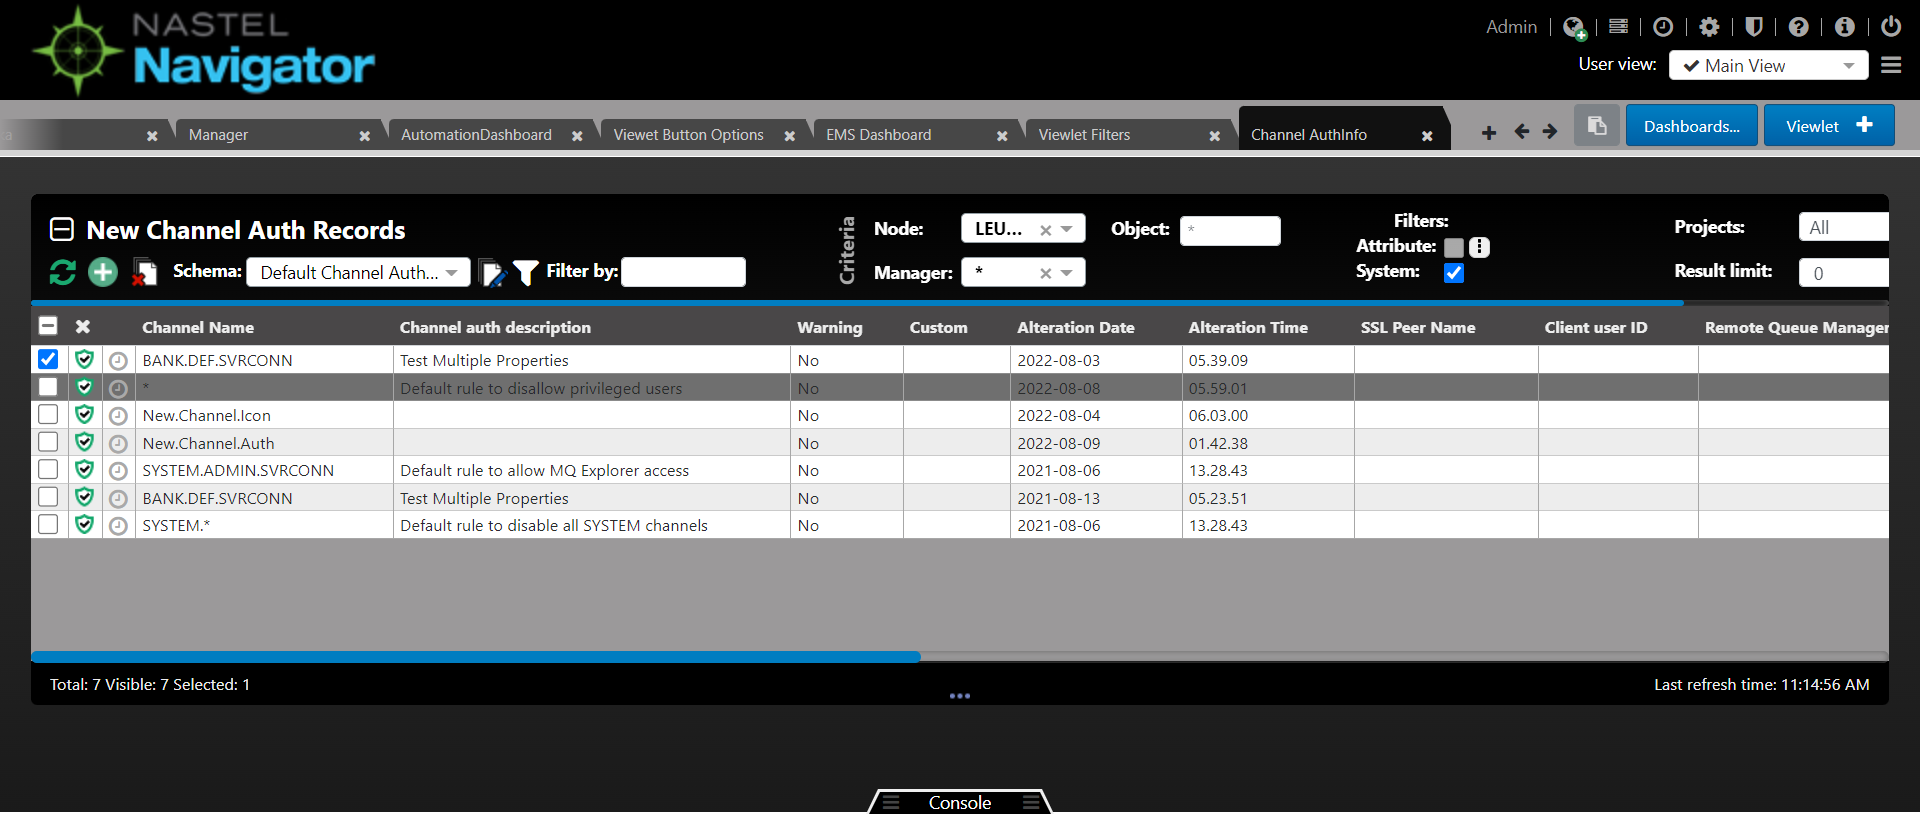 NASTEL
Navigator
Admin
User view: Main View
a
Manager
AutomationDashboard
Viewet Button Options
EMS Dashboard
Viewlet Filters
Channel AuthInfo
Dashboards...
Viewlet
New Channel Auth Records
Schema: Default Channel Auth...
Filter by:
Criteria
Node: LEU...
Manager: *
Object: *
Filters:
Attribute:
System:
Projects: All
Result limit: 0
Channel Name Channel auth description Warning Custom Alteration Date Alteration Time SSL Peer Name Client user ID Remote Queue Manager
BANK.DEF.SVRCONN Test Multiple Properties No 2022-08-03 05.39.09
* Default rule to disallow privileged users No 2022-08-08 05.59.01
New.Channel.Icon No 2022-08-04 06.03.00
New.Channel.Auth No 2022-08-09 01.42.38
SYSTEM.ADMIN.SVRCONN Default rule to allow MQ Explorer access No 2021-08-06 13.28.43
BANK.DEF.SVRCONN Test Multiple Properties No 2021-08-13 05.23.51
SYSTEM.* Default rule to disable all SYSTEM channels No 2021-08-06 13.28.43
Total: 7 Visible: 7 Selected: 1
Last refresh time: 11:14:56 AM
Console